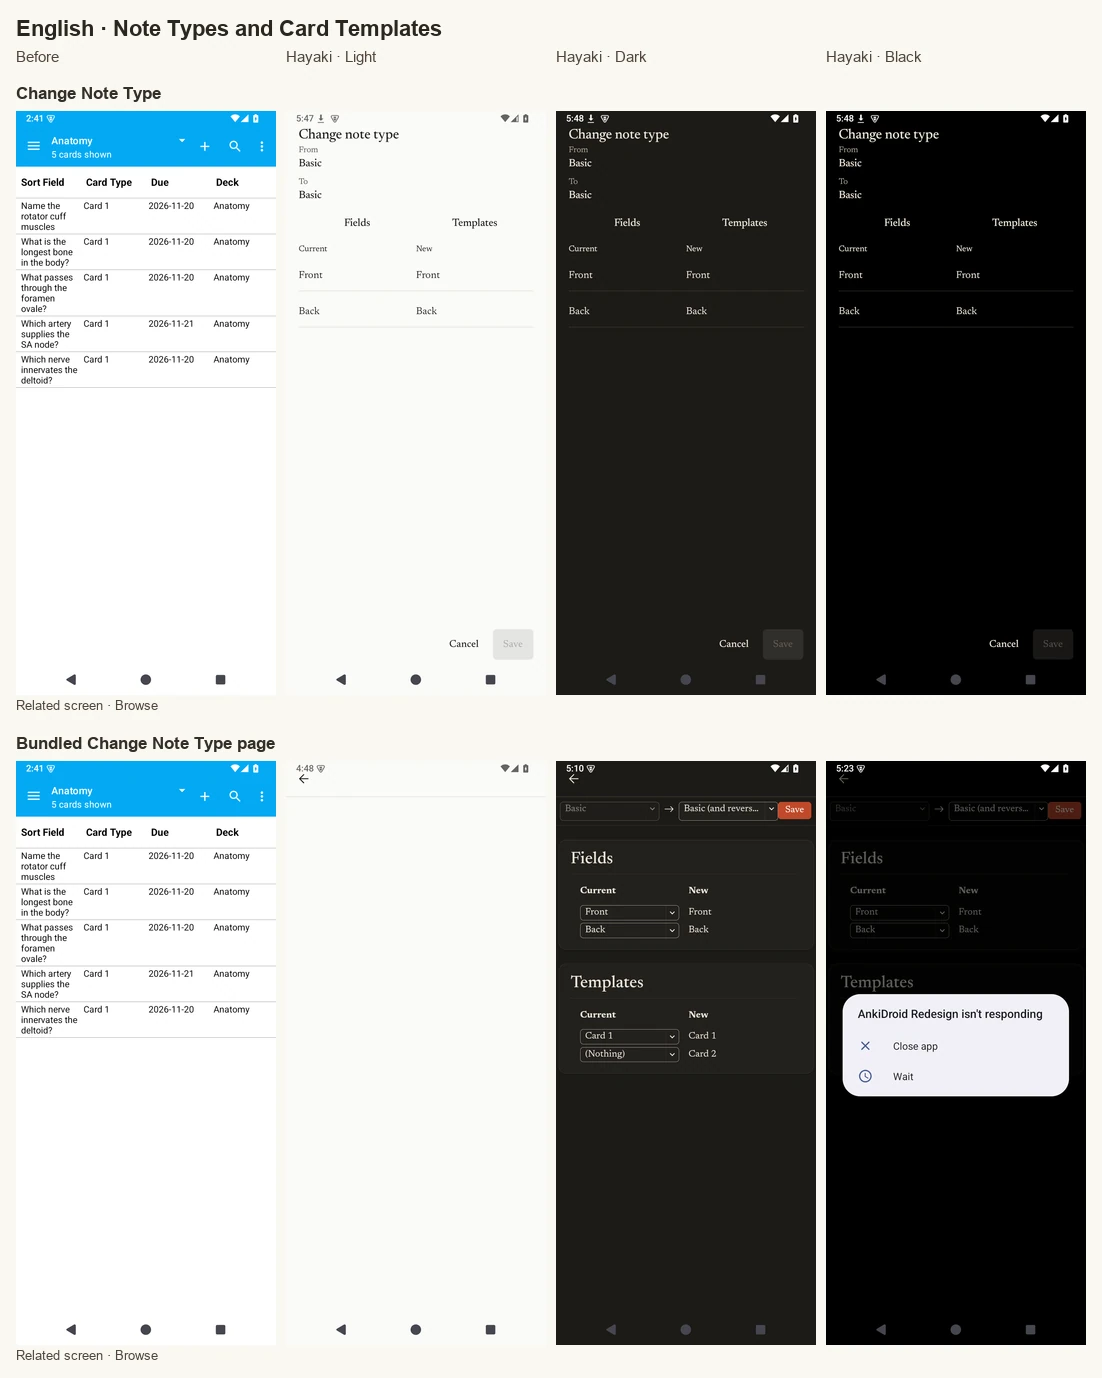 English · Note Types and Card Templates
Before
Hayaki · Light
Hayaki · Dark
Hayaki · Black
Change Note Type
2:41
Anatomy
5 cards shown
Sort Field Card Type Due Deck
Name the rotator cuff muscles Card 1 2026-11-20 Anatomy
What is the longest bone in the body? Card 1 2026-11-20 Anatomy
What passes through the foramen ovale? Card 1 2026-11-20 Anatomy
Which artery supplies the SA node? Card 1 2026-11-21 Anatomy
Which nerve innervates the deltoid? Card 1 2026-11-20 Anatomy
Related screen · Browse
5:47
Change note type
From
Basic
To
Basic
Fields Templates
Current New
Front Front
Back Back
Cancel Save
5:48
Change note type
From
Basic
To
Basic
Fields Templates
Current New
Front Front
Back Back
Cancel Save
5:48
Change note type
From
Basic
To
Basic
Fields Templates
Current New
Front Front
Back Back
Cancel Save
Bundled Change Note Type page
2:41
Anatomy
5 cards shown
Sort Field Card Type Due Deck
Name the rotator cuff muscles Card 1 2026-11-20 Anatomy
What is the longest bone in the body? Card 1 2026-11-20 Anatomy
What passes through the foramen ovale? Card 1 2026-11-20 Anatomy
Which artery supplies the SA node? Card 1 2026-11-21 Anatomy
Which nerve innervates the deltoid? Card 1 2026-11-20 Anatomy
Related screen · Browse
4:48
5:10
Basic → Basic (and revers... Save
Fields
Current New
Front Front
Back Back
Templates
Current New
Card 1 Card 1
(Nothing) Card 2
5:23
Basic → Basic (and revers... Save
Fields
Current New
Front Front
Back Back
Templates
AnkiDroid Redesign isn't responding
Close app
Wait